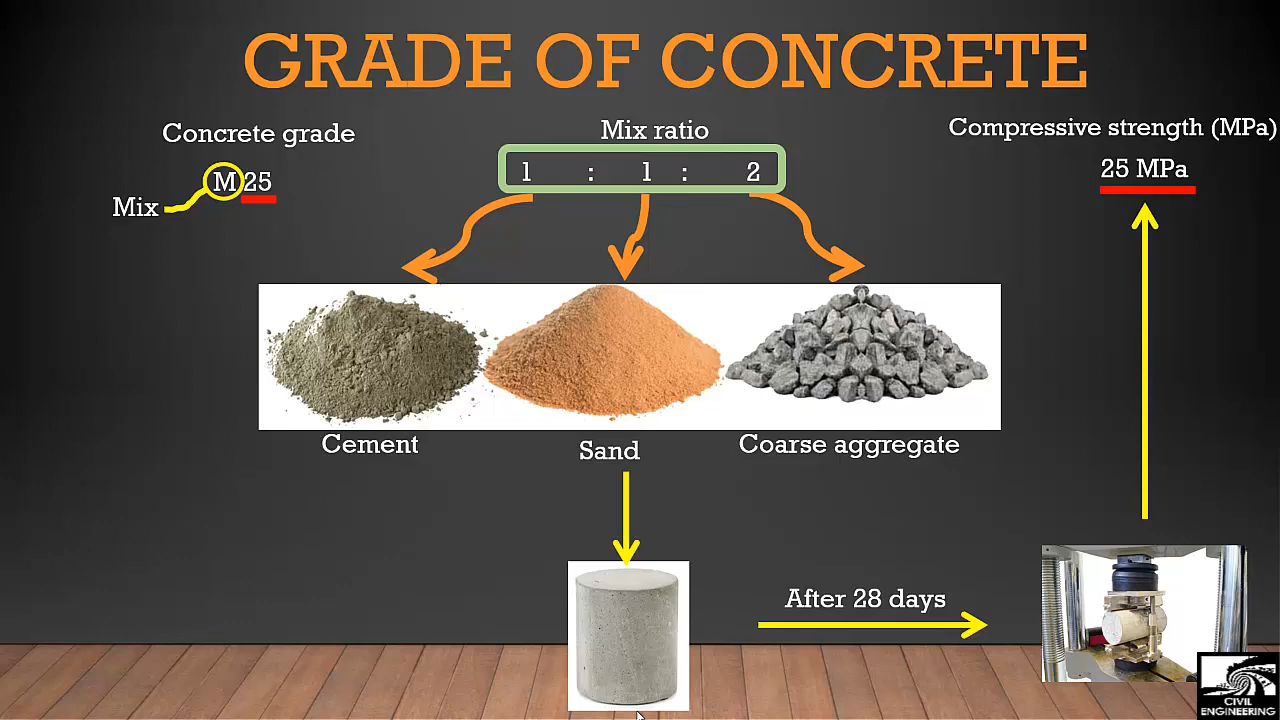 GRADE OF CONCRETE
Concrete grade
M 25
Mix
Mix ratio
1 : 1 : 2
Compressive strength (MPa)
25 MPa
Cement
Sand
Coarse aggregate
After 28 days
CIVIL
ENGINEERING